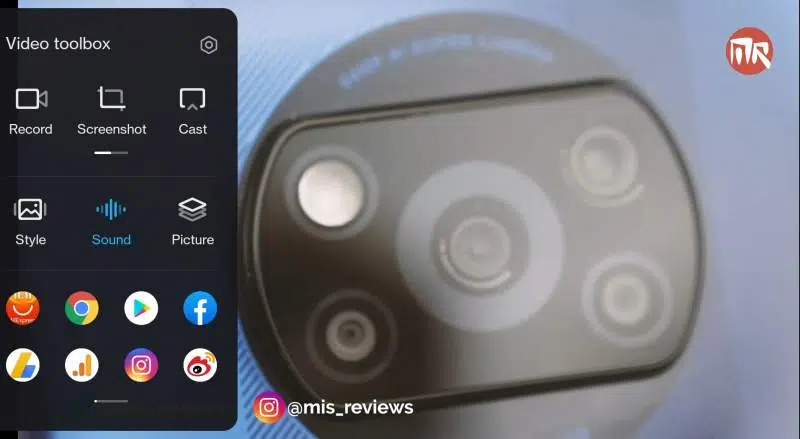 Video toolbox
Record
Screenshot
Cast
Style
Sound
Picture
@mis_reviews